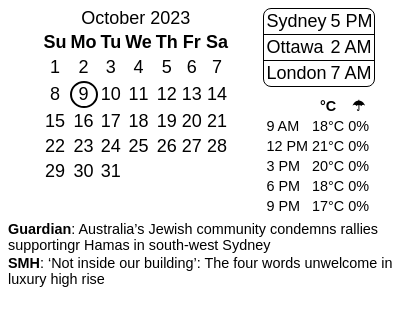 October 2023
Su Mo Tu We Th Fr Sa
1 2 3 4 5 6 7
8 9 10 11 12 13 14
15 16 17 18 19 20 21
22 23 24 25 26 27 28
29 30 31
Sydney 5 PM
Ottawa 2 AM
London 7 AM
°C ☂
9 AM 18°C 0%
12 PM 21°C 0%
3 PM 20°C 0%
6 PM 18°C 0%
9 PM 17°C 0%
Guardian: Australia’s Jewish community condemns rallies
supportingr Hamas in south-west Sydney
SMH: ‘Not inside our building’: The four words unwelcome in
luxury high rise